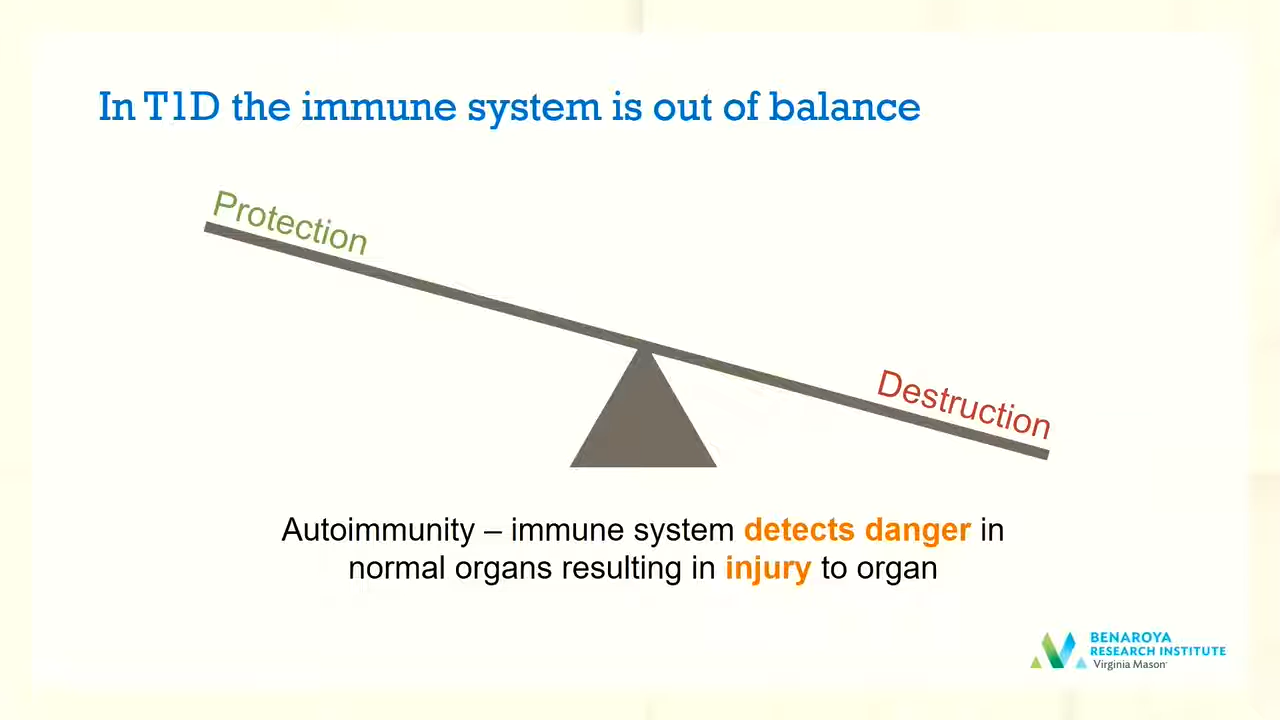 In T1D the immune system is out of balance
Protection
Destruction
Autoimmunity – immune system detects danger in
normal organs resulting in injury to organ
BENAROYA
RESEARCH INSTITUTE
Virginia Mason